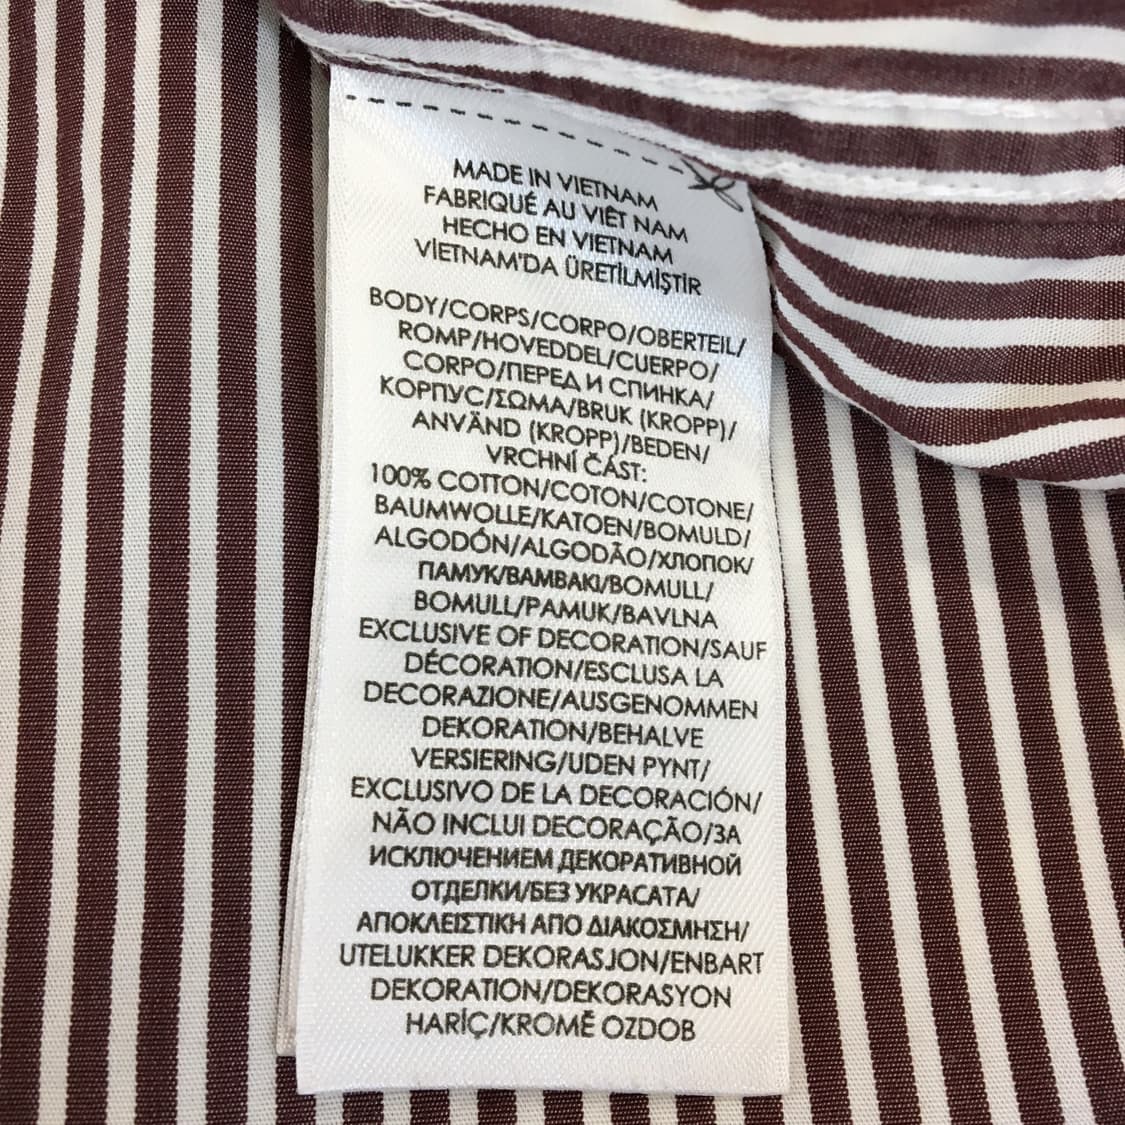 MADE IN VIETNAM
FABRIQUÉ AU VIÊT NAM
HECHO EN VIETNAM
VİETNAM'DA ÜRETİLMİŞTİR
BODY/CORPS/CORPO/OBERTEIL/
ROMP/HOVEDDEL/CUERPO/
CORPO/ПЕРЕД И СПИНКА/
КОРПУС/ΣΩΜΑ/BRUK (KROPP)/
ANVÄND (KROPP)/BEDEN/
VRCHNÍ ČÁST:
100% COTTON/COTON/COTONE/
BAUMWOLLE/KATOEN/BOMULD/
ALGODÓN/ALGODÃO/ХЛОПОК/
ПАМУК/ΒΑΜΒΑΚΙ/BOMULL/
BOMULL/PAMUK/BAVLNA
EXCLUSIVE OF DECORATION/SAUF
DÉCORATION/ESCLUSA LA
DECORAZIONE/AUSGENOMMEN
DEKORATION/BEHALVE
VERSIERING/UDEN PYNT/
EXCLUSIVO DE LA DECORACIÓN/
NÃO INCLUI DECORAÇÃO/ЗА
ИСКЛЮЧЕНИЕМ ДЕКОРАТИВНОЙ
ОТДЕЛКИ/БЕЗ УКРАСАТА/
ΑΠΟΚΛΕΙΣΤΙΚΗ ΑΠΟ ΔΙΑΚΟΣΜΗΣΗ/
UTELUKKER DEKORASJON/ENBART
DEKORATION/DEKORASYON
HARİÇ/KROMĚ OZDOB